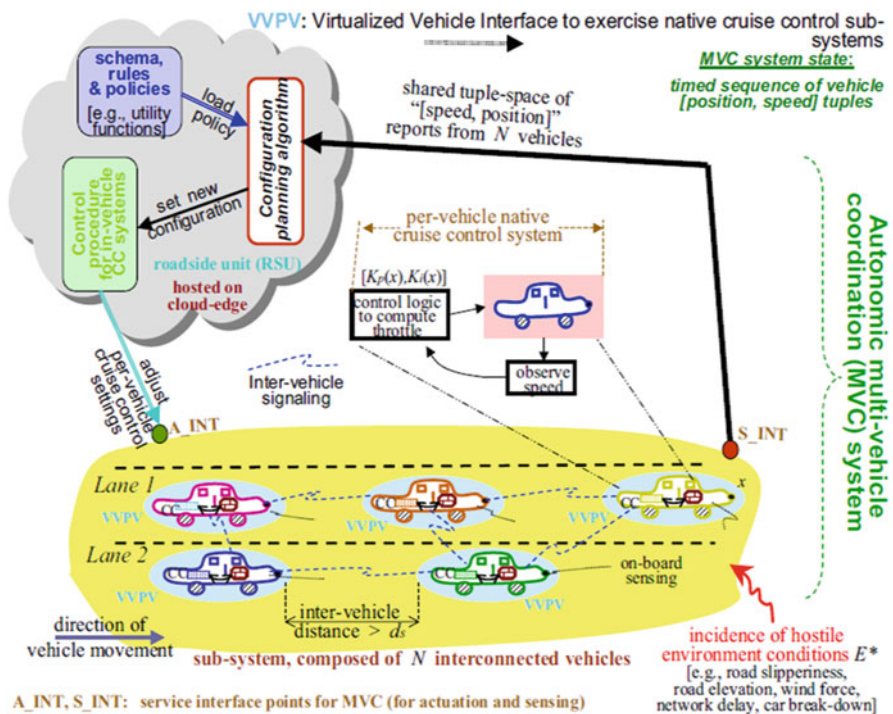 VVPV: Virtualized Vehicle Interface to exercise native cruise control sub-
systems
MVC system state:
timed sequence of vehicle
[position, speed] tuples
schema,
rules
& policies
[e.g., utility
functions]
load
policy
Configuration
planning algorithm
shared tuple-space of
"[speed, position]"
reports from N vehicles
Control
procedure
for in-vehicle
CC systems
set new
configuration
roadside unit (RSU)
hosted on
cloud-edge
per-vehicle native
cruise control system
[Kp(x),Ki(x)]
control logic
to compute
throttle
observe
speed
Autonomic multi-vehicle
coordination (MVC) system
adjust
per-vehicle
cruise control
settings
Inter-vehicle
signaling
A_INT
S_INT
Lane 1
CC
CC
CC
x
VVPV
VVPV
VVPV
Lane 2
CC
CC
on-board
sensing
VVPV
VVPV
inter-vehicle
distance > ds
direction of
vehicle movement
sub-system, composed of N interconnected vehicles
incidence of hostile
environment conditions E*
[e.g., road slipperiness,
road elevation, wind force,
network delay, car break-down]
A_INT, S_INT: service interface points for MVC (for actuation and sensing)